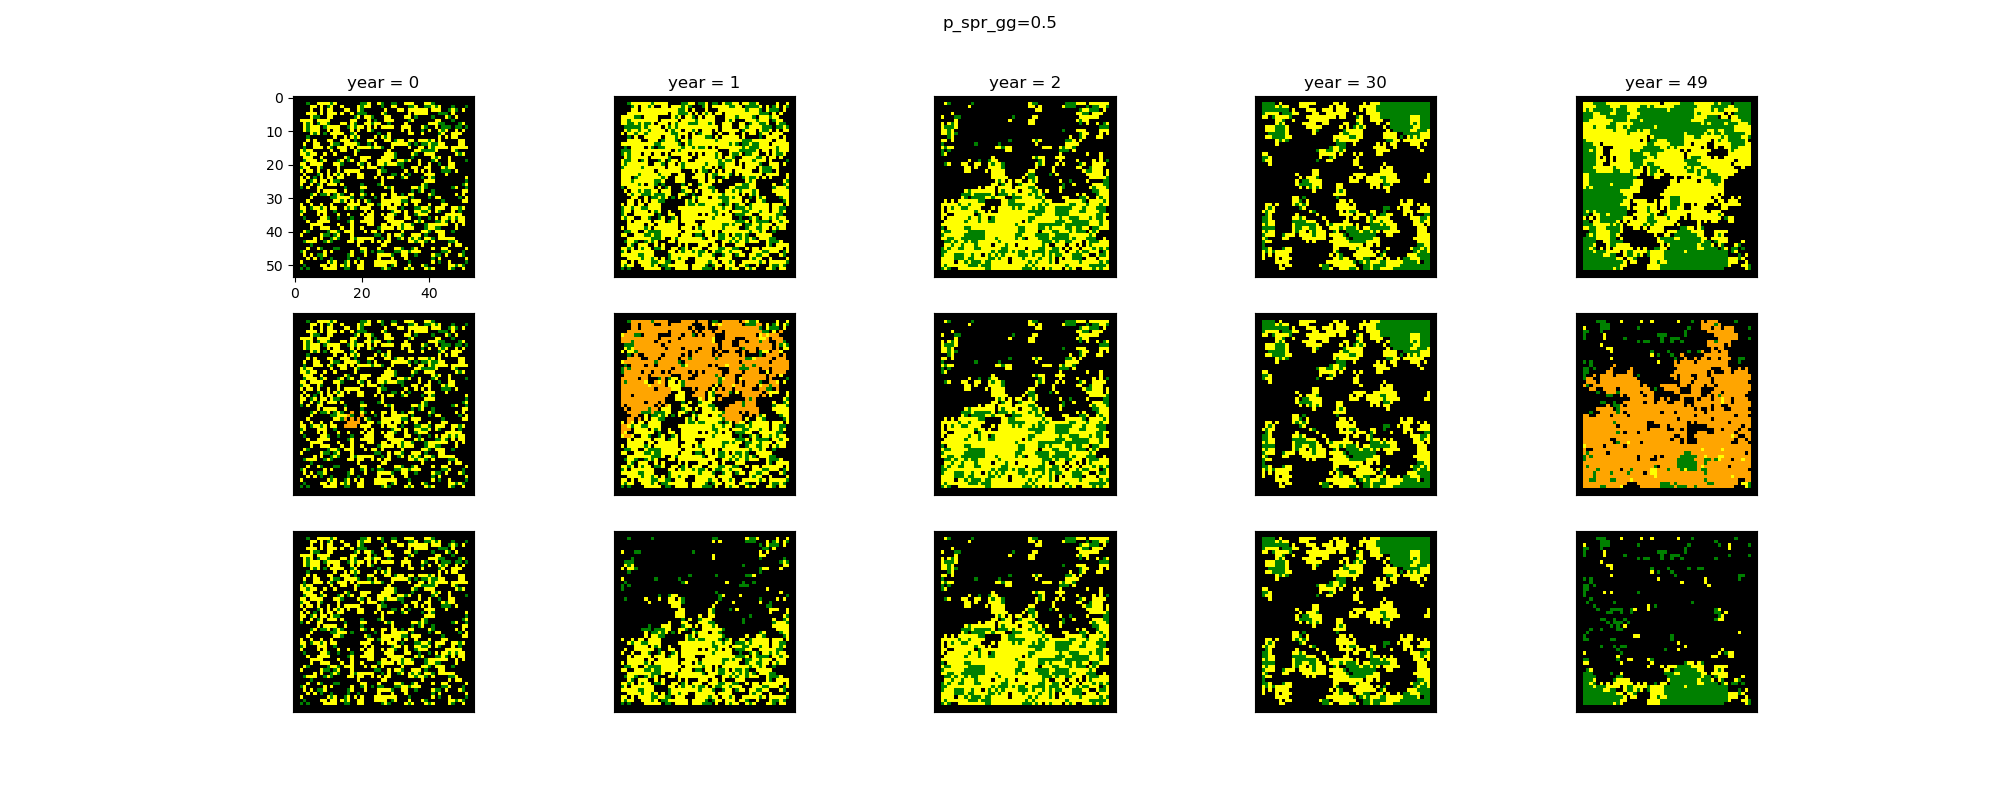 p_spr_gg=0.5
year = 0
year = 1
year = 2
year = 30
year = 49
0
10
20
30
40
50
0
20
40